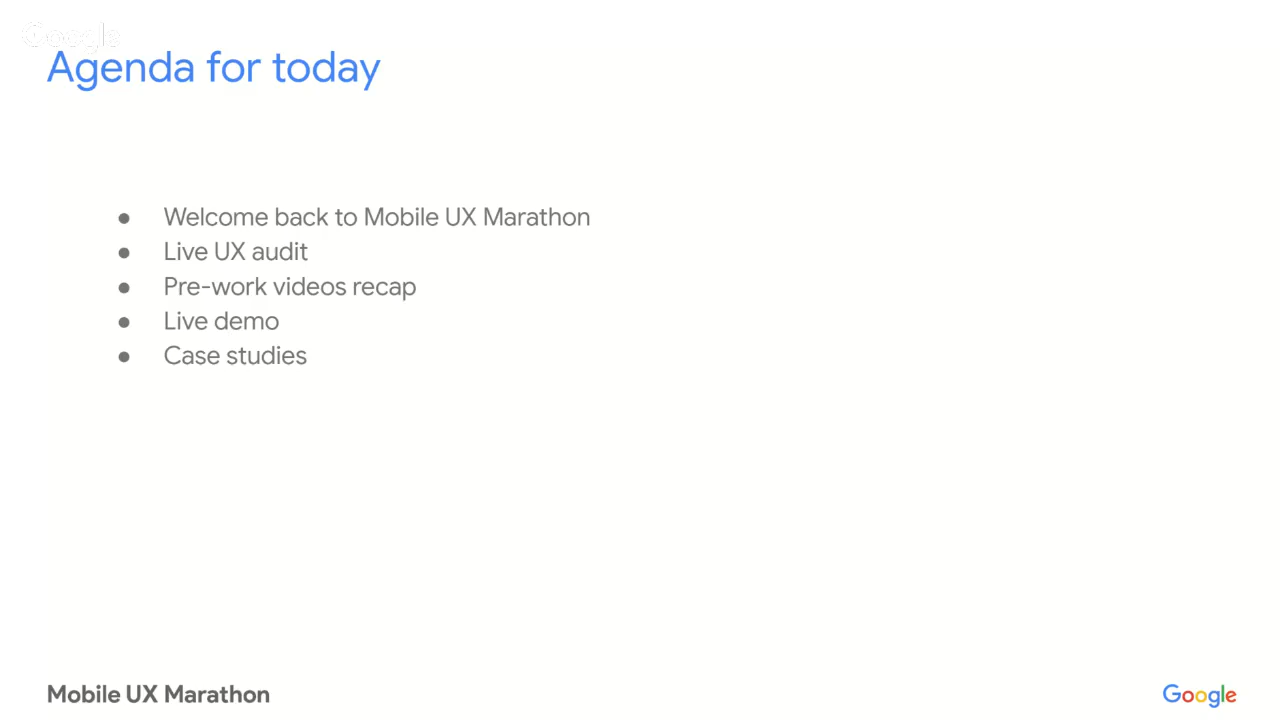 Google
Agenda for today
● Welcome back to Mobile UX Marathon
● Live UX audit
● Pre-work videos recap
● Live demo
● Case studies
Mobile UX Marathon
Google